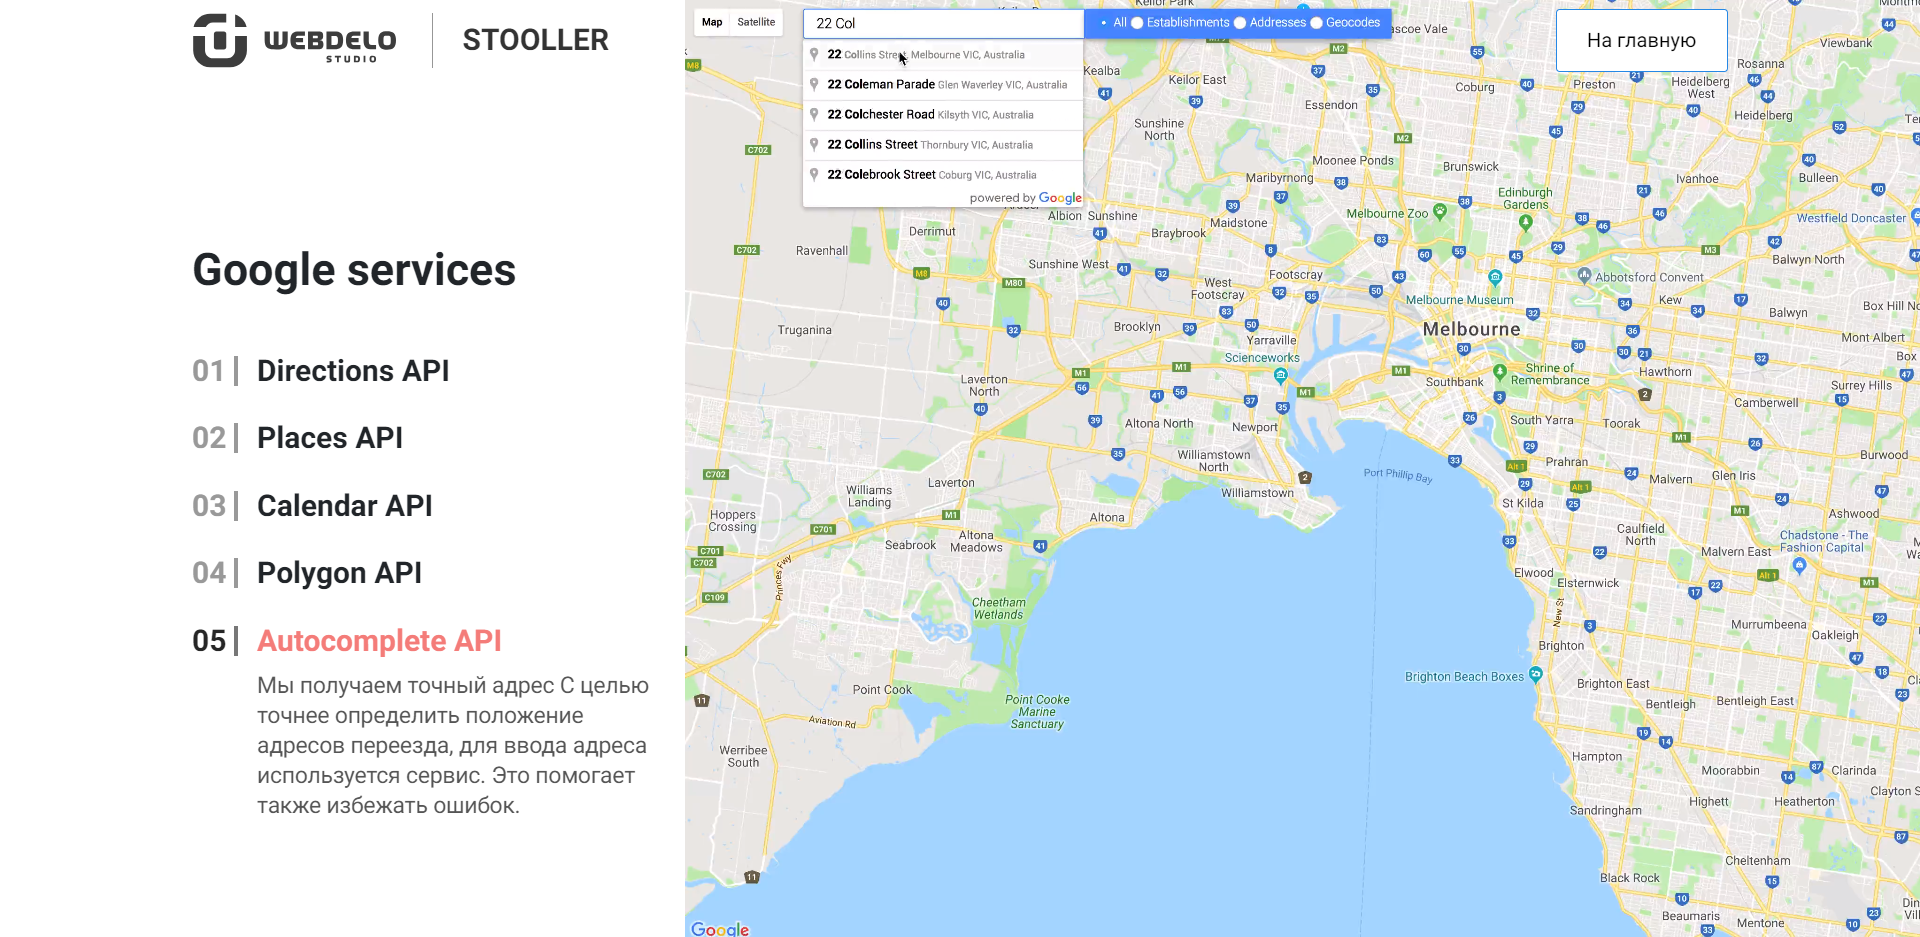 WEBDELO
STUDIO
STOOLLER
Google services
01 | Directions API
02 | Places API
03 | Calendar API
04 | Polygon API
05 | Autocomplete API
Мы получаем точный адрес С целью
точнее определить положение
адресов переезда, для ввода адреса
используется сервис. Это помогает
также избежать ошибок.
Map Satellite
22 Col
All Establishments Addresses Geocodes
На главную
22 Collins Street, Melbourne VIC, Australia
22 Coleman Parade Glen Waverley VIC, Australia
22 Colchester Road Kilsyth VIC, Australia
22 Collins Street Thornbury VIC, Australia
22 Colebrook Street Coburg VIC, Australia
powered by Google
Keilor Park
Viewbank
Rosanna
Kealba
Keilor East
Coburg
Preston
Heidelberg
West
Essendon
Heidelberg
Sunshine
North
Moonee Ponds
Brunswick
Ivanhoe
Bulleen
Maribyrnong
Edinburgh
Gardens
Melbourne Zoo
Westfield Doncaster
Albion
Sunshine
Maidstone
Braybrook
Derrimut
Ravenhall
Balwyn North
Sunshine West
Footscray
Abbotsford Convent
West
Footscray
Melbourne Museum
Kew
Balwyn
Truganina
Brooklyn
Yarraville
Melbourne
Mont Albert
Scienceworks
Shrine of
Remembrance
Hawthorn
Laverton
North
Southbank
Surrey Hills
Camberwell
Altona North
Newport
South Yarra
Toorak
Williamstown
North
Prahran
Burwood
Port Phillip Bay
Malvern
Glen Iris
Laverton
Williams
Landing
Williamstown
St Kilda
Ashwood
Hoppers
Crossing
Altona
Caulfield
North
Chadstone - The
Fashion Capital
Seabrook
Altona
Meadows
Malvern East
Princes Fwy
Elwood
Elsternwick
Cheetham
Wetlands
New St
Murrumbeena
Oakleigh
Brighton
Brighton Beach Boxes
Brighton East
Point Cook
Point Cooke
Marine
Sanctuary
Bentleigh
Bentleigh East
Aviation Rd
Werribee
South
Hampton
Moorabbin
Clarinda
Highett
Heatherton
Sandringham
Cheltenham
Black Rock
Beaumaris
Mentone
Google